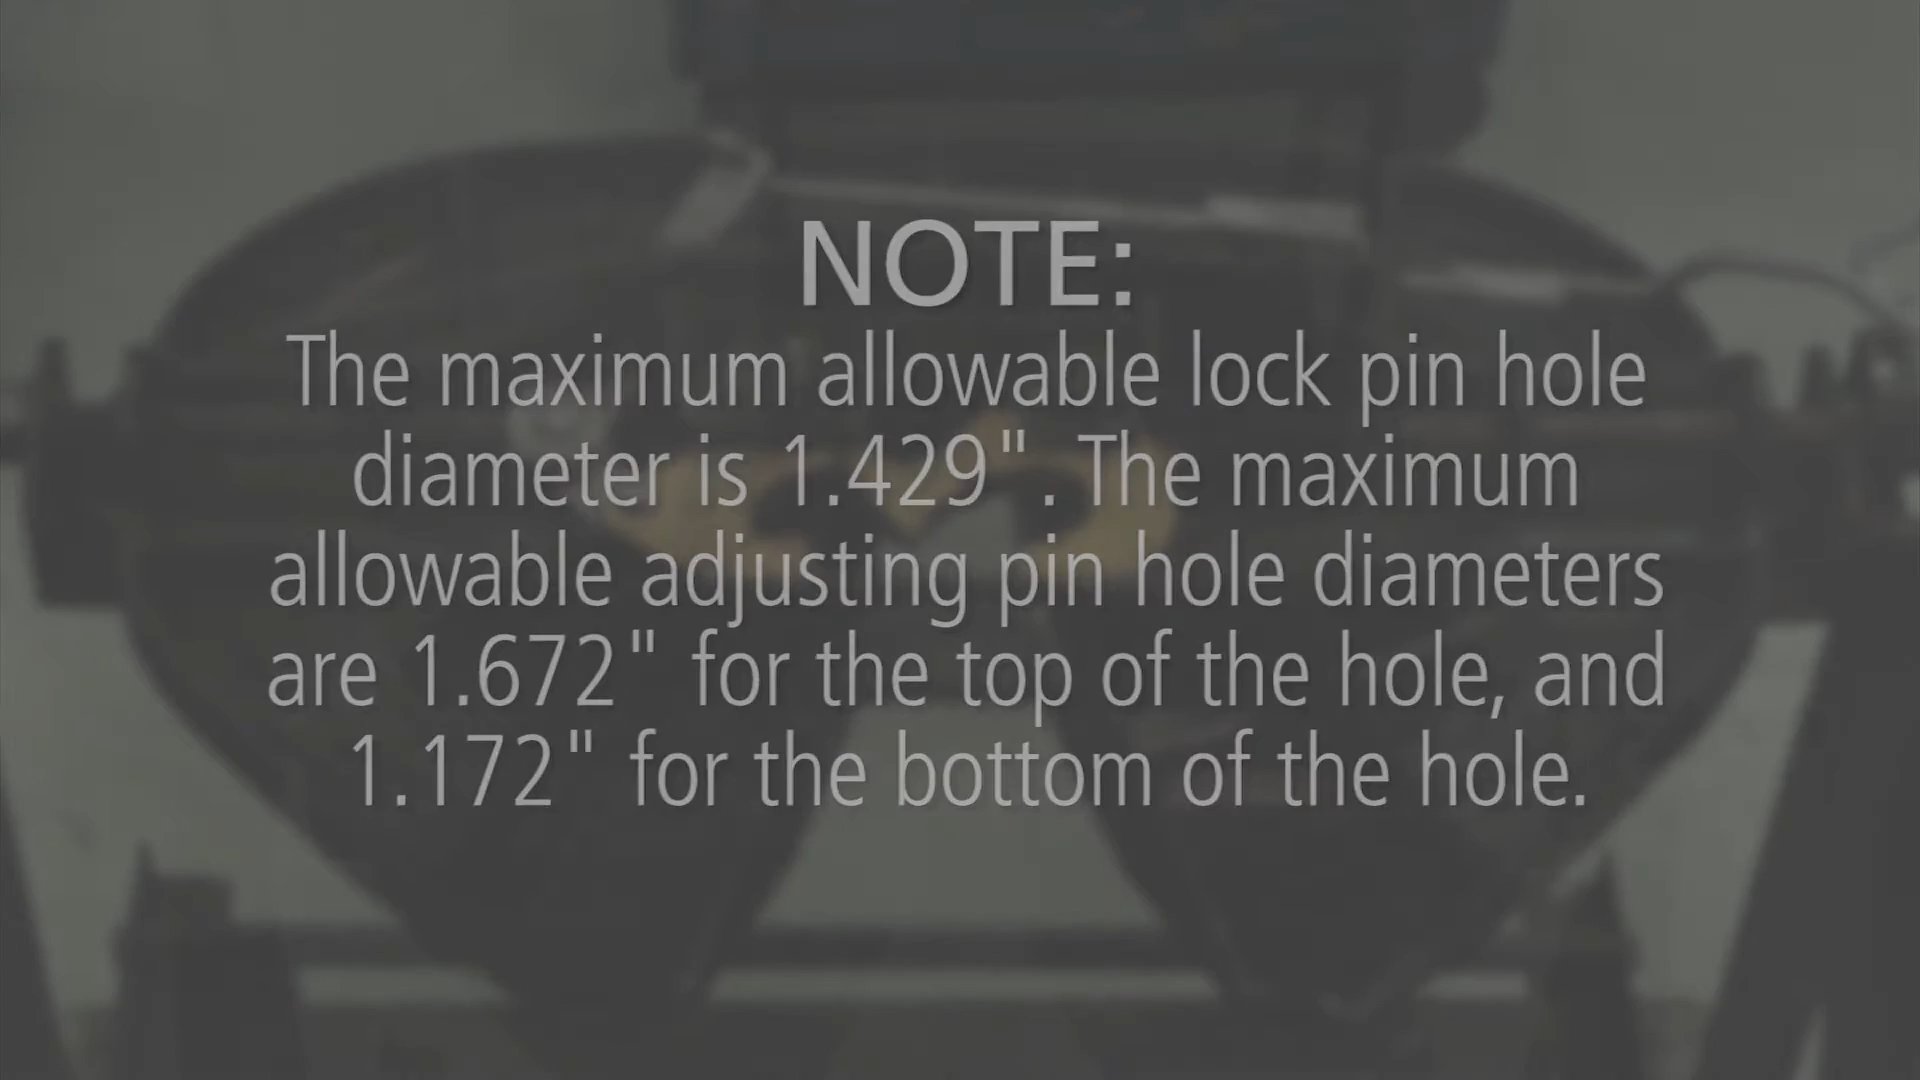 NOTE:
The maximum allowable lock pin hole
diameter is 1.429" . The maximum
allowable adjusting pin hole diameters
are 1.672" for the top of the hole, and
1.172" for the bottom of the hole.